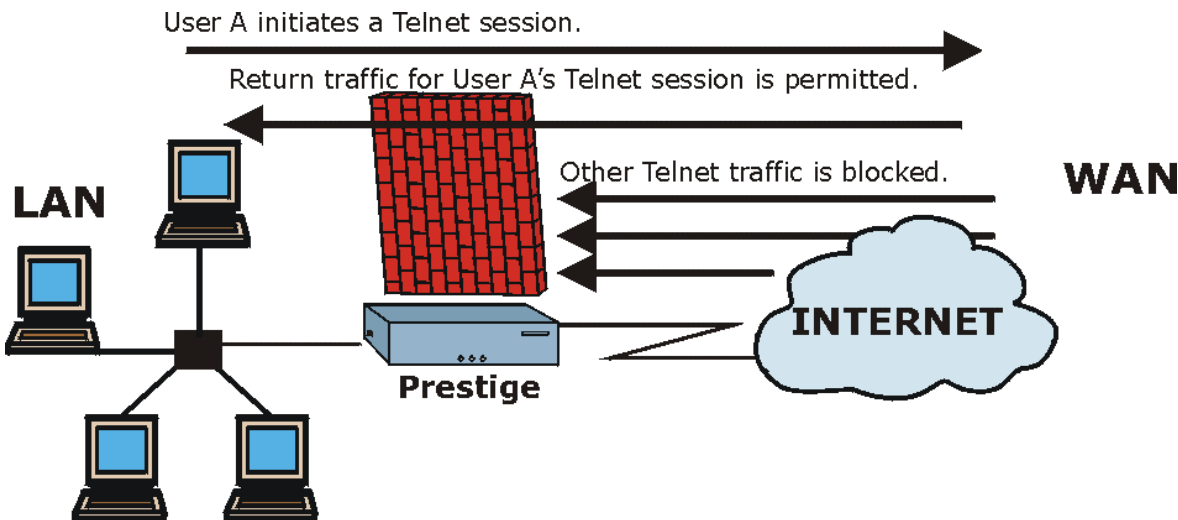 User A initiates a Telnet session.
Return traffic for User A's Telnet session is permitted.
Other Telnet traffic is blocked.
LAN
WAN
INTERNET
Prestige